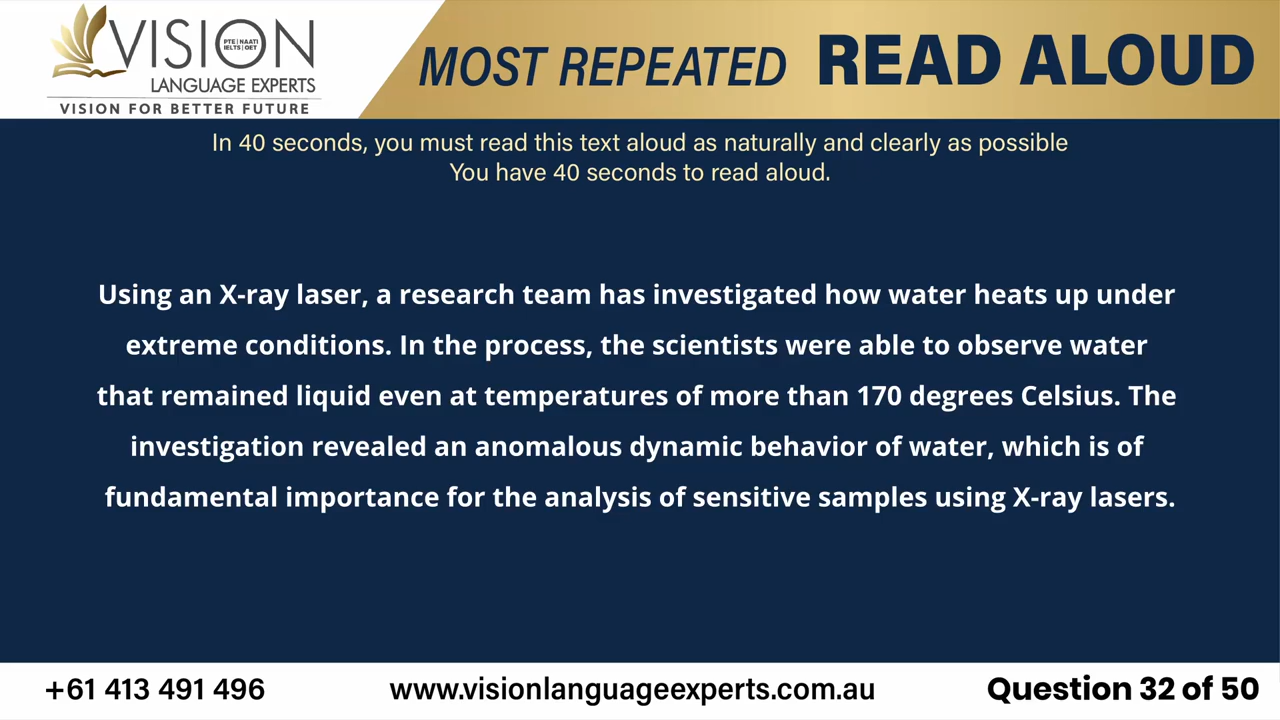 VISION
PTE | NAATI
IELTS | OET
LANGUAGE EXPERTS
VISION FOR BETTER FUTURE
MOST REPEATED READ ALOUD
In 40 seconds, you must read this text aloud as naturally and clearly as possible
You have 40 seconds to read aloud.
Using an X-ray laser, a research team has investigated how water heats up under
extreme conditions. In the process, the scientists were able to observe water
that remained liquid even at temperatures of more than 170 degrees Celsius. The
investigation revealed an anomalous dynamic behavior of water, which is of
fundamental importance for the analysis of sensitive samples using X-ray lasers.
+61 413 491 496 www.visionlanguageexperts.com.au Question 32 of 50